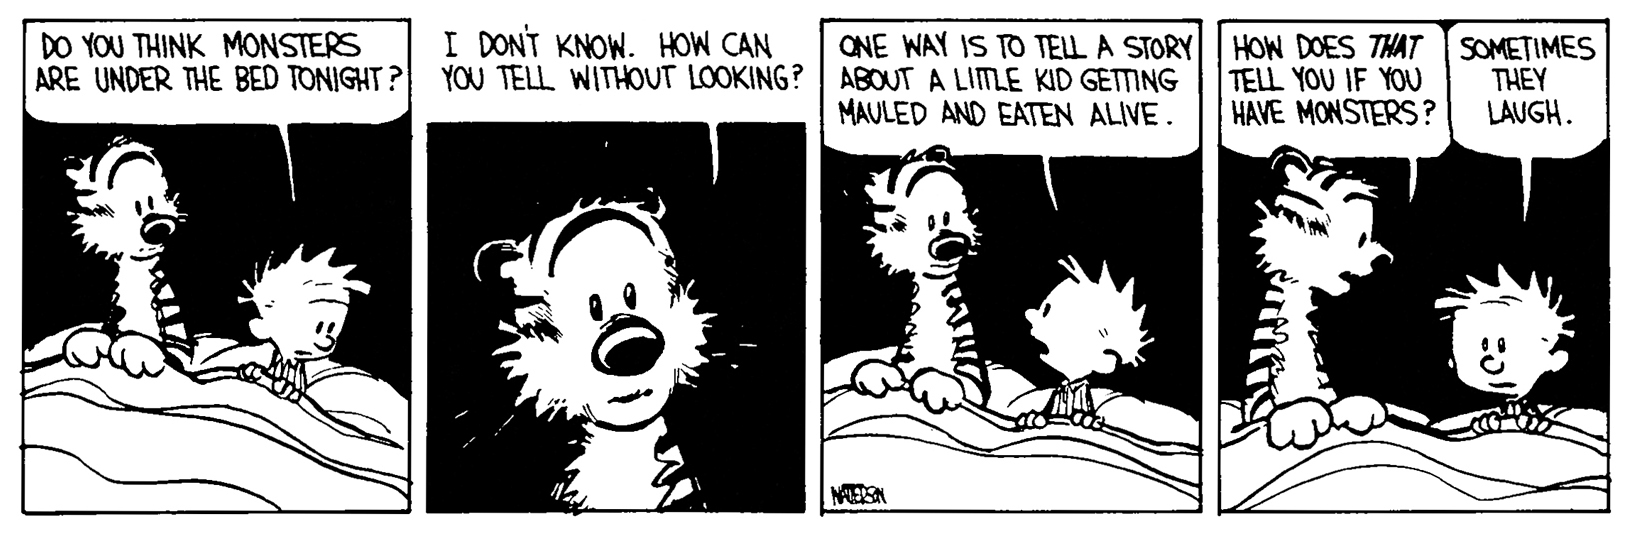 DO YOU THINK MONSTERS
ARE UNDER THE BED TONIGHT?
I DON'T KNOW. HOW CAN
YOU TELL WITHOUT LOOKING?
ONE WAY IS TO TELL A STORY
ABOUT A LITTLE KID GETTING
MAULED AND EATEN ALIVE.
HOW DOES THAT
TELL YOU IF YOU
HAVE MONSTERS?
SOMETIMES
THEY
LAUGH.
WATTERSON